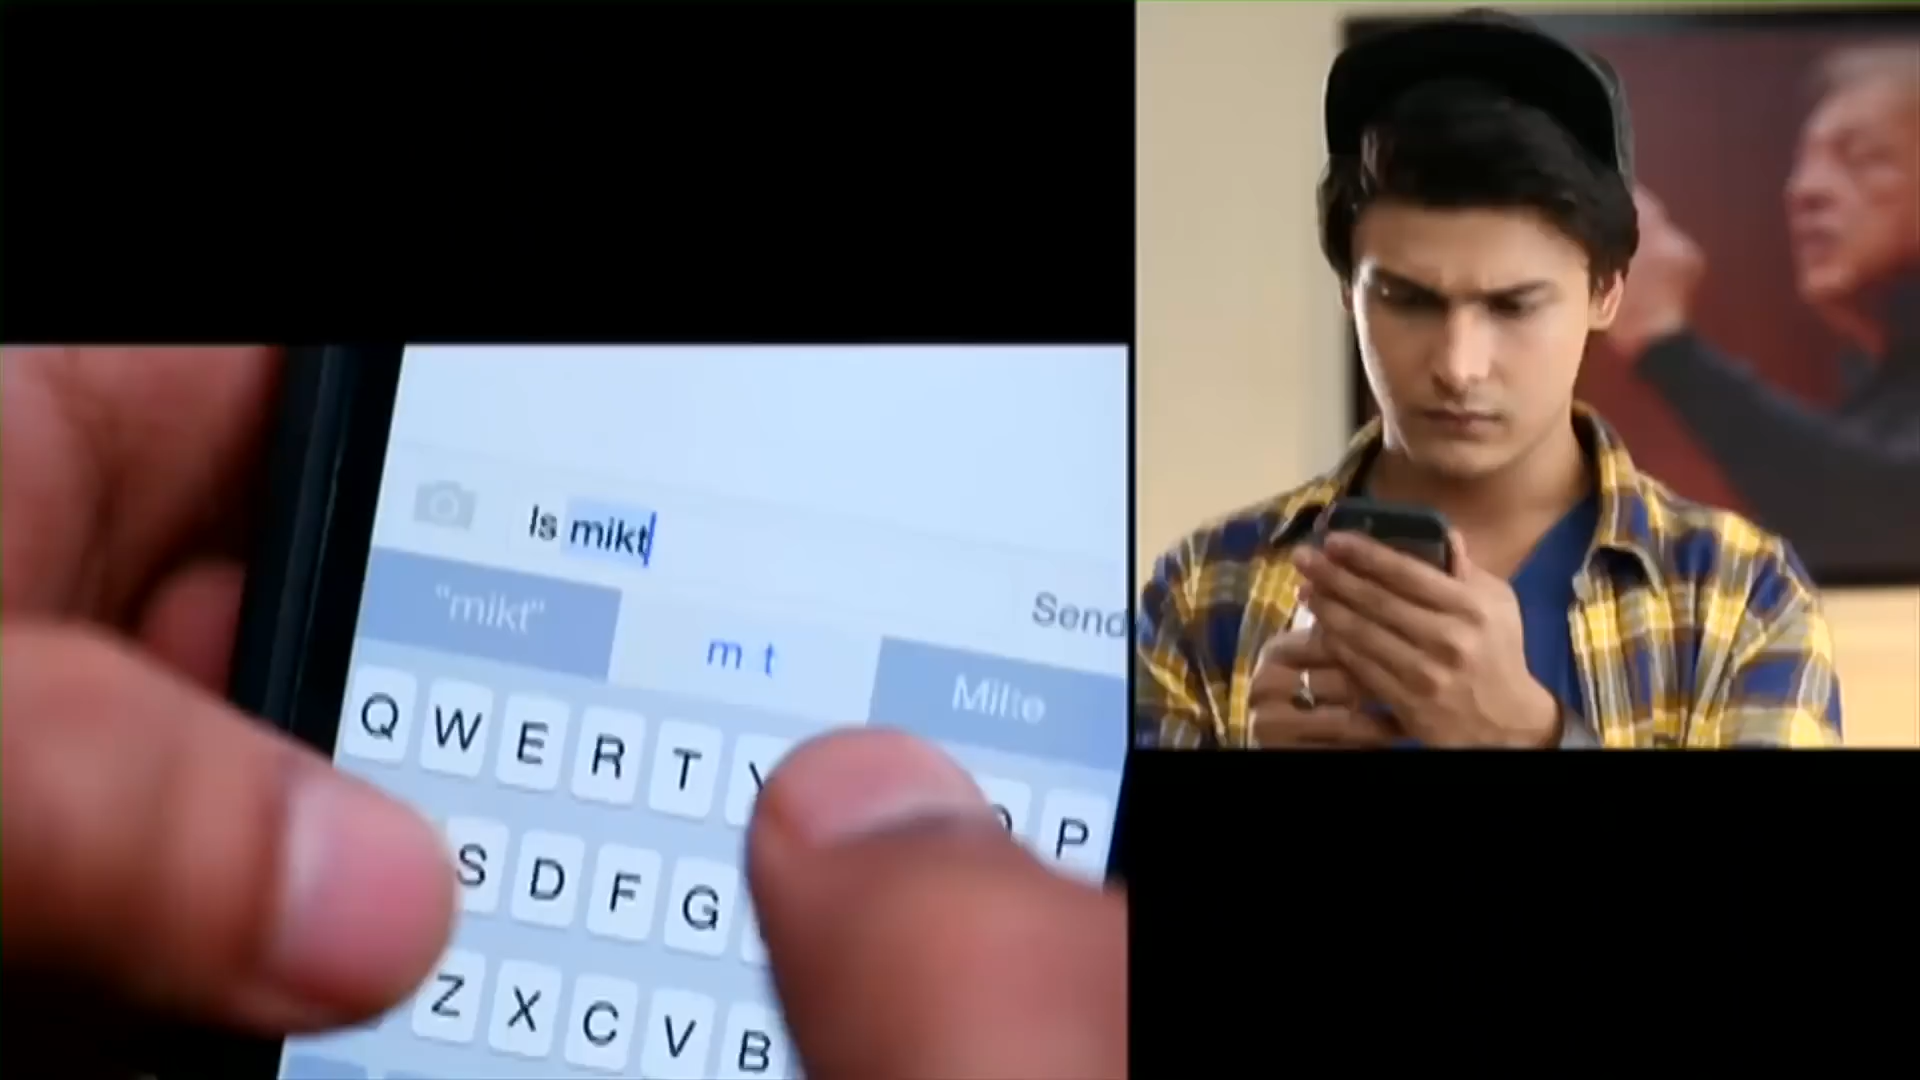 Is mikt
Send
"mikt"
m t
Milte
Q W E R T Y P
S D F G
Z X C V B